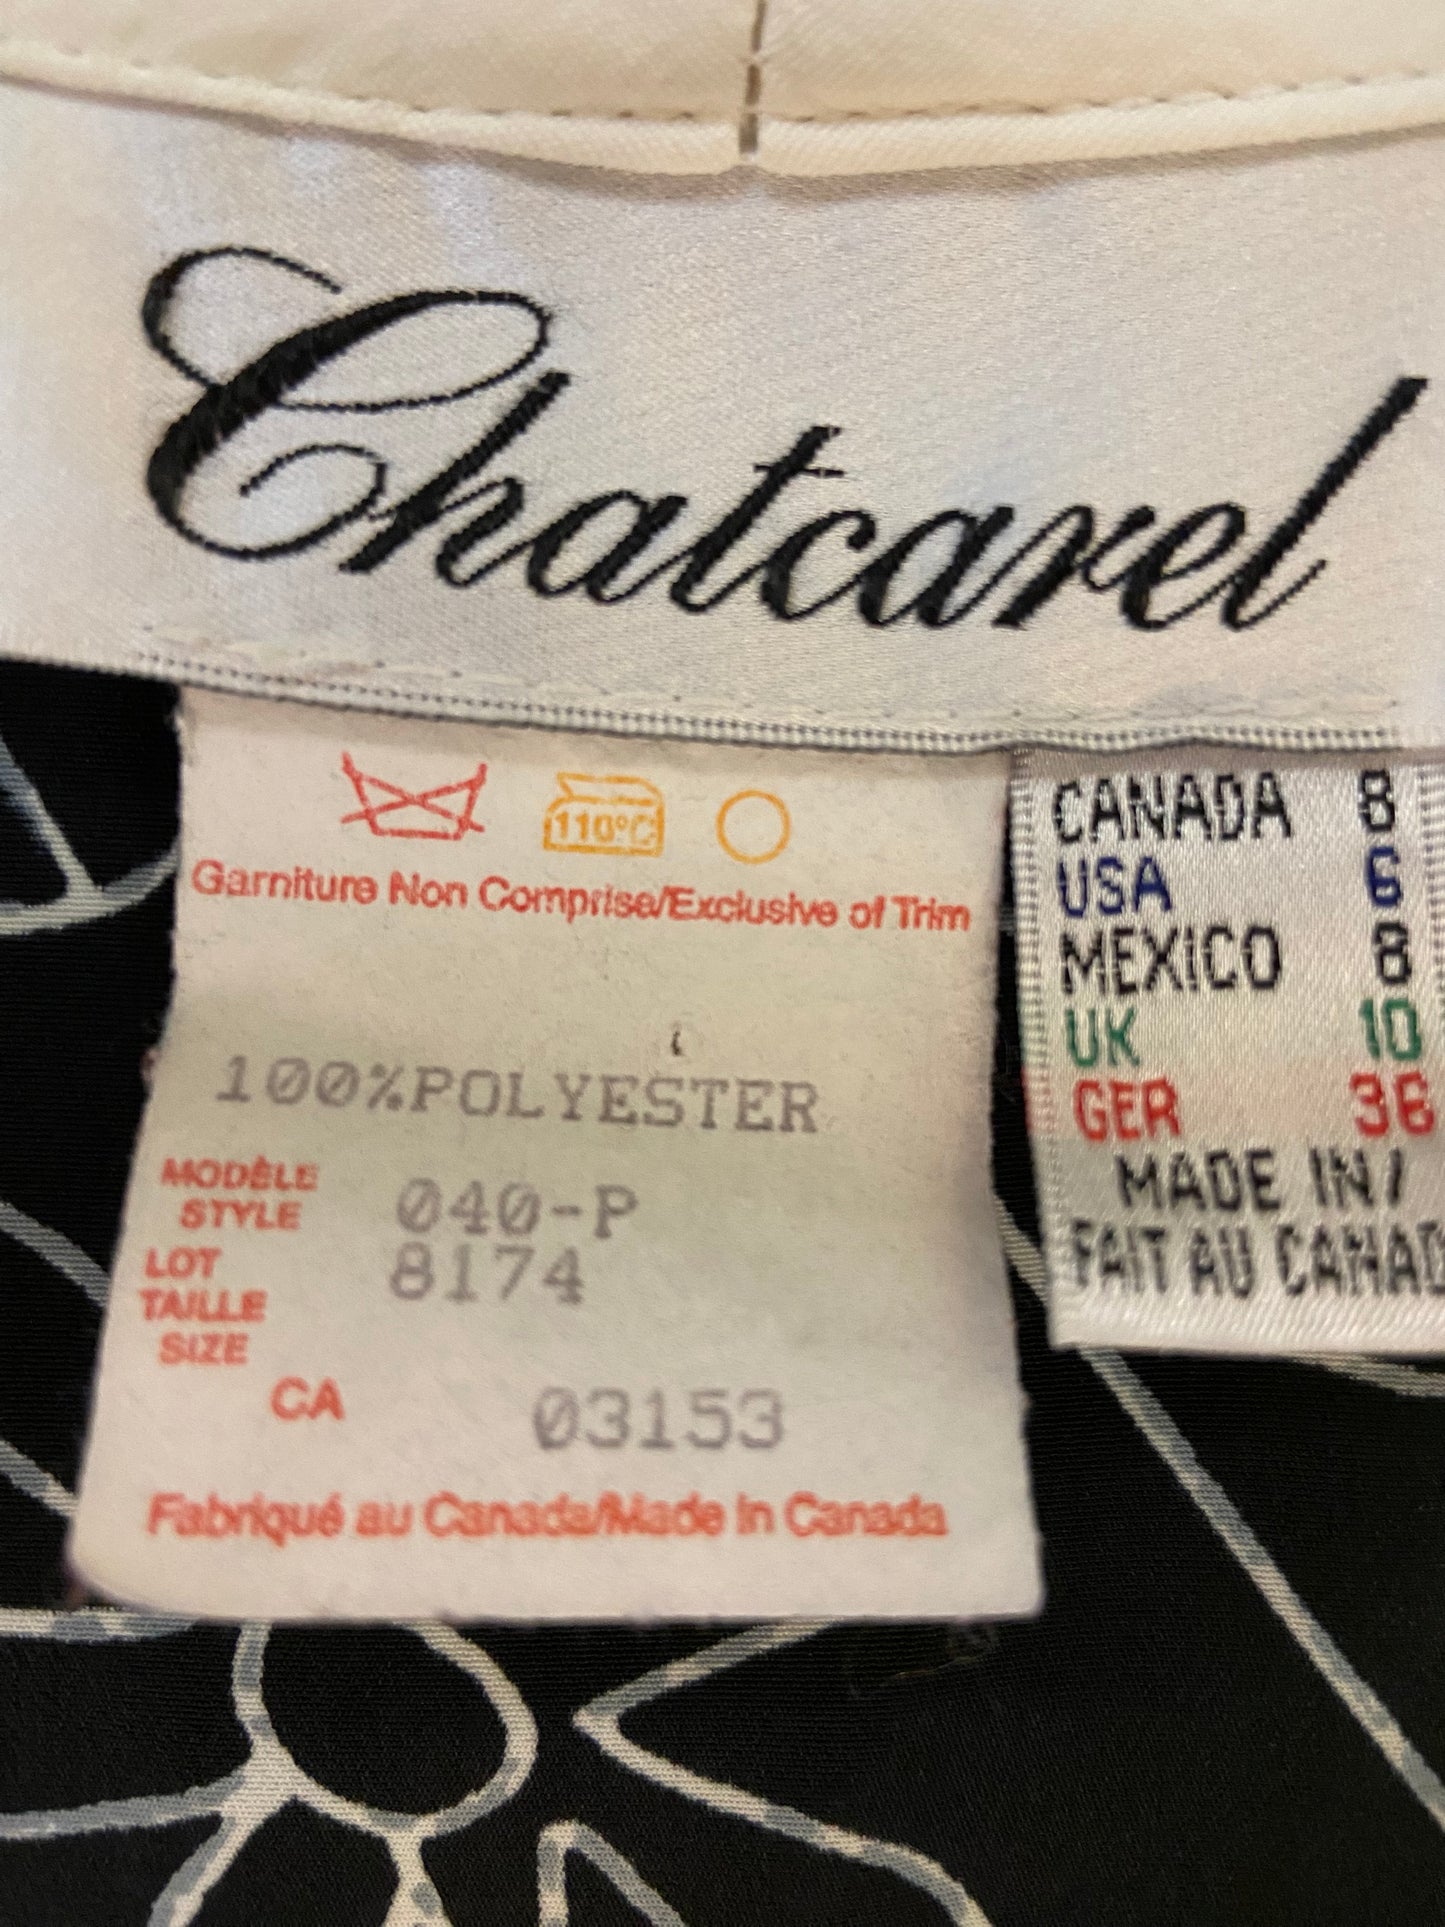 Chatcarel
110°C
Garniture Non Comprise/Exclusive of Trim
100%POLYESTER
MODÈLE
STYLE 040-P
LOT 8174
TAILLE
SIZE
CA 03153
Fabriqué au Canada/Made in Canada
CANADA 8
USA 6
MEXICO 8
UK 10
GER 36
MADE IN/
FAIT AU CANAD